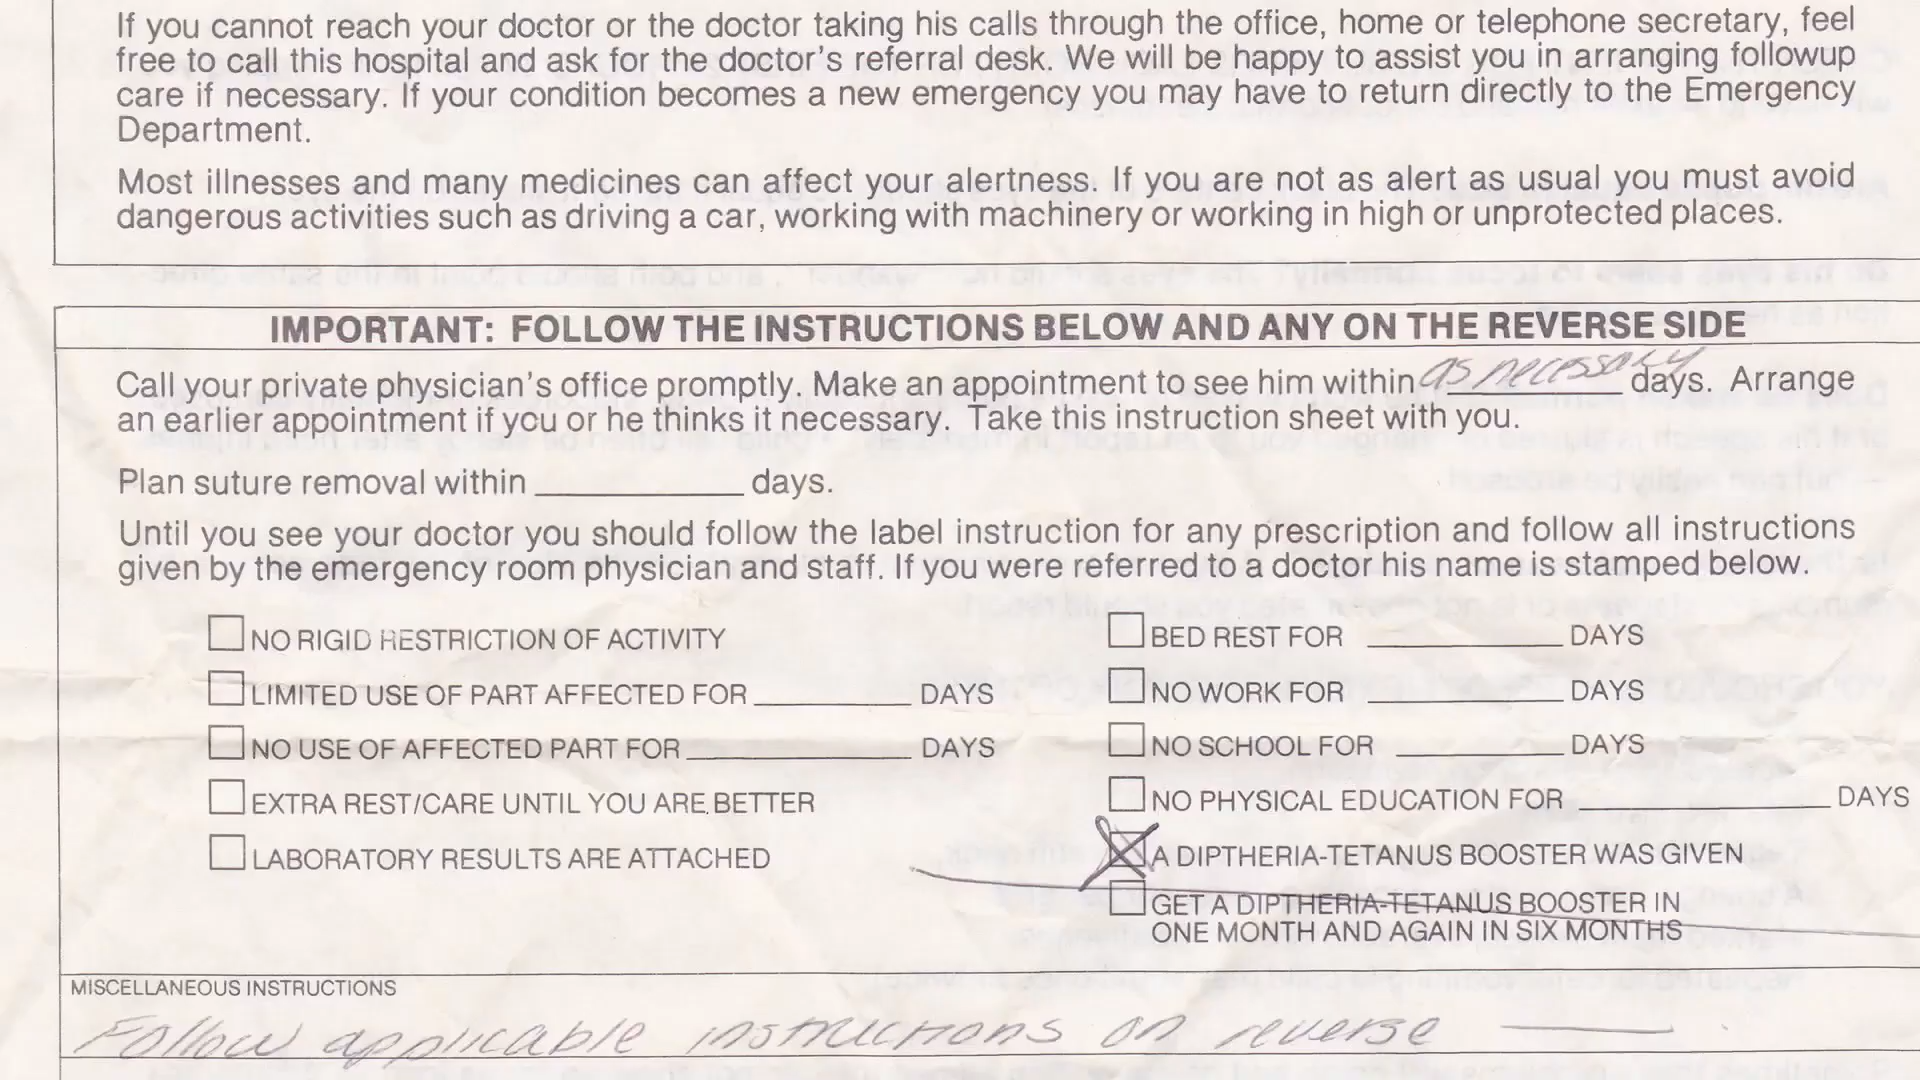 If you cannot reach your doctor or the doctor taking his calls through the office, home or telephone secretary, feel
free to call this hospital and ask for the doctor's referral desk. We will be happy to assist you in arranging followup
care if necessary. If your condition becomes a new emergency you may have to return directly to the Emergency
Department.
Most illnesses and many medicines can affect your alertness. If you are not as alert as usual you must avoid
dangerous activities such as driving a car, working with machinery or working in high or unprotected places.
IMPORTANT: FOLLOW THE INSTRUCTIONS BELOW AND ANY ON THE REVERSE SIDE
Call your private physician's office promptly. Make an appointment to see him within as necessary days. Arrange
an earlier appointment if you or he thinks it necessary. Take this instruction sheet with you.
Plan suture removal within ____ days.
Until you see your doctor you should follow the label instruction for any prescription and follow all instructions
given by the emergency room physician and staff. If you were referred to a doctor his name is stamped below.
NO RIGID RESTRICTION OF ACTIVITY
LIMITED USE OF PART AFFECTED FOR ____ DAYS
NO USE OF AFFECTED PART FOR ____ DAYS
EXTRA REST/CARE UNTIL YOU ARE BETTER
LABORATORY RESULTS ARE ATTACHED
BED REST FOR ____ DAYS
NO WORK FOR ____ DAYS
NO SCHOOL FOR ____ DAYS
NO PHYSICAL EDUCATION FOR ____ DAYS
A DIPTHERIA-TETANUS BOOSTER WAS GIVEN
GET A DIPTHERIA-TETANUS BOOSTER IN
ONE MONTH AND AGAIN IN SIX MONTHS
MISCELLANEOUS INSTRUCTIONS
Follow applicable instructions on reverse